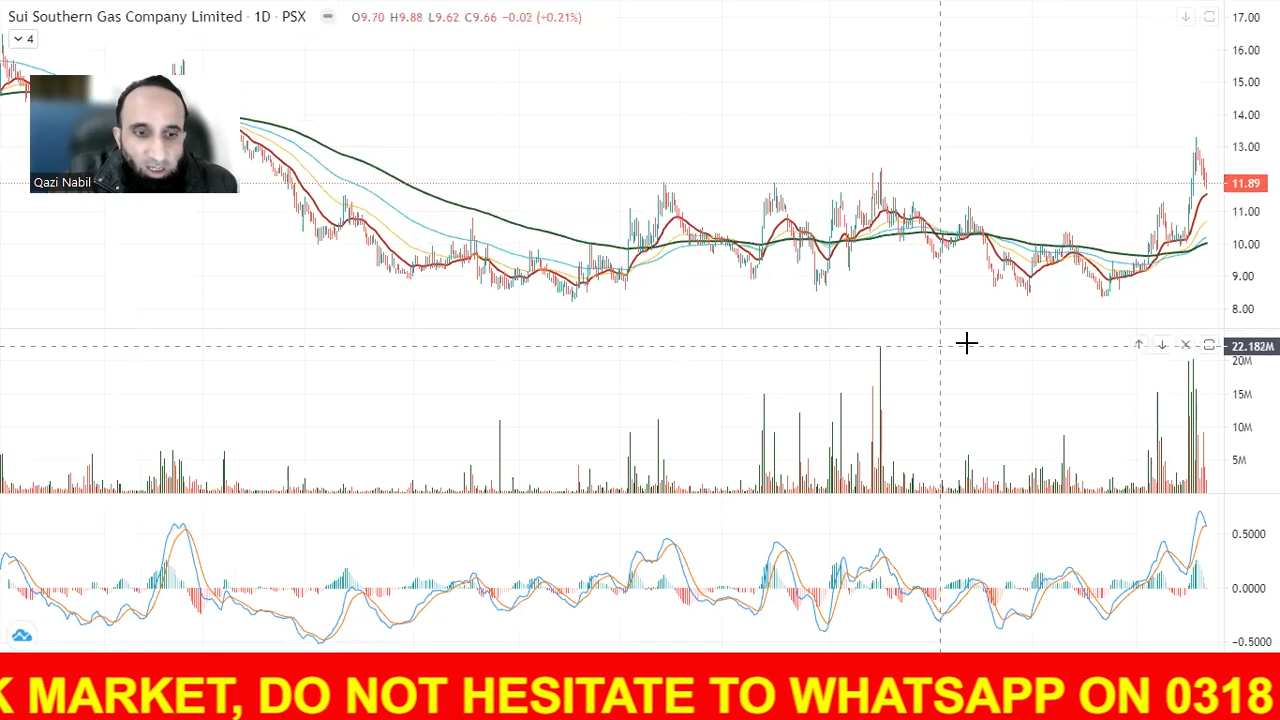 Sui Southern Gas Company Limited · 1D · PSX O9.70 H9.88 L9.62 C9.66 −0.02 (+0.21%)
4
Qazi Nabil
17.00
16.00
15.00
14.00
13.00
11.89
11.00
10.00
9.00
8.00
22.182M
20M
15M
10M
5M
0.5000
0.0000
-0.5000
K MARKET, DO NOT HESITATE TO WHATSAPP ON 0318